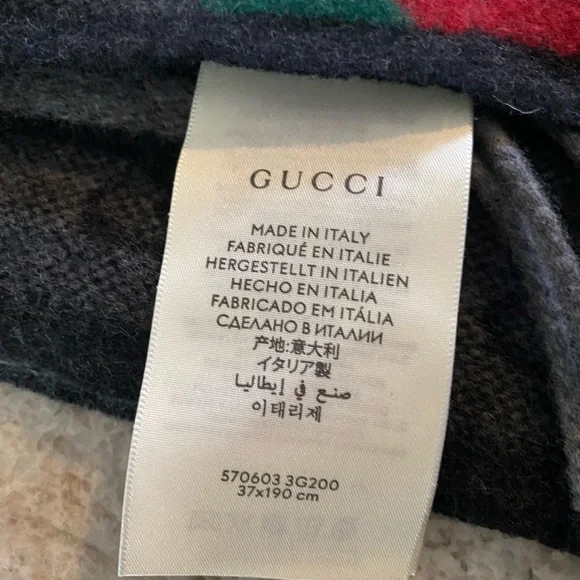 GUCCI
MADE IN ITALY
FABRIQUÉ EN ITALIE
HERGESTELLT IN ITALIEN
HECHO EN ITALIA
FABRICADO EM ITÁLIA
СДЕЛАНО В ИТАЛИИ
产地:意大利
イタリア製
صنع في إيطاليا
이태리제
570603 3G200
37x190 cm